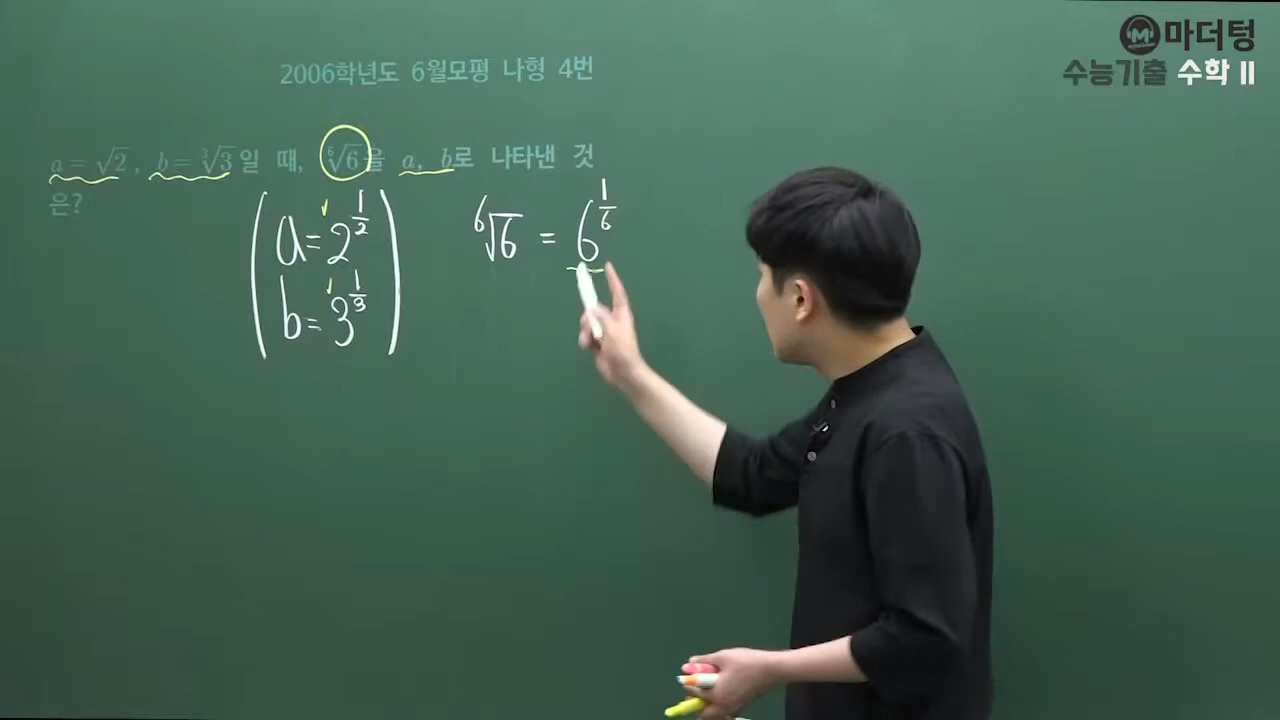 마더텅
수능기출 수학 II
2006학년도 6월모평 나형 4번
a = √2, b = ∛3일 때, ⁶√6을 a, b로 나타낸 것
은?
a = 2^{1/2}
b = 3^{1/3}
⁶√6 = 6^{1/6}